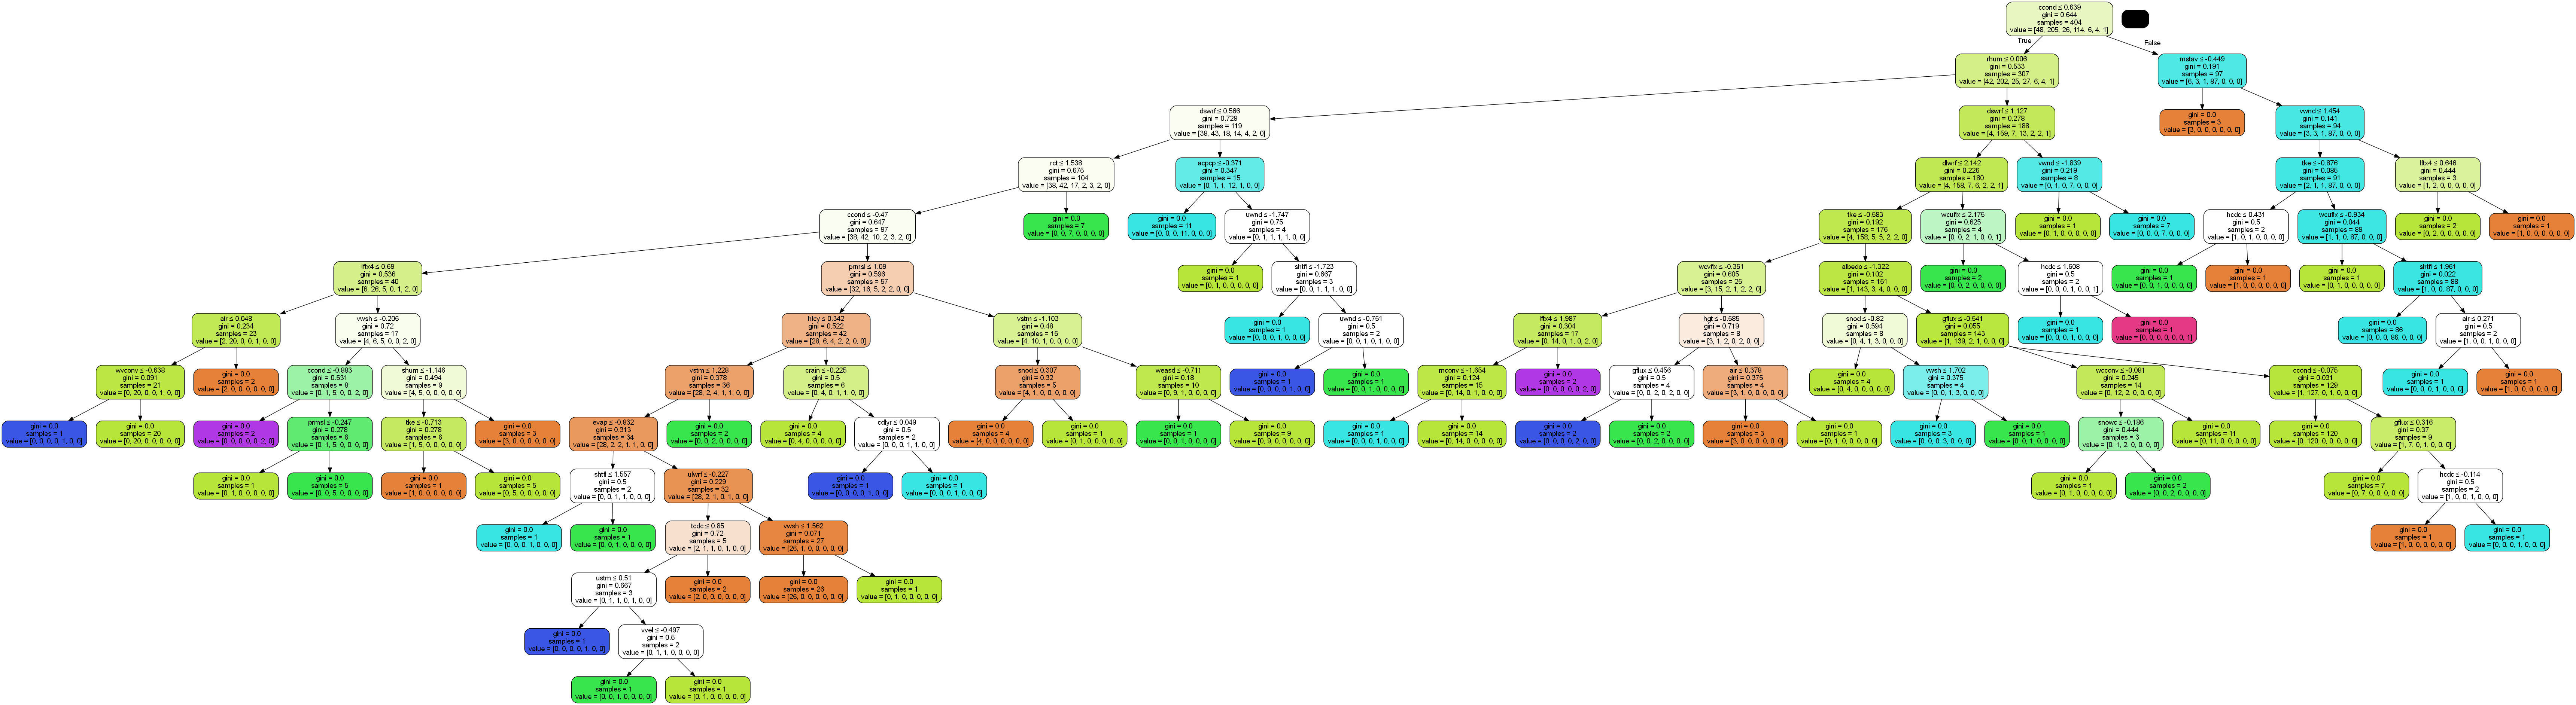 ccond ≤ 0.639
gini = 0.644
samples = 404
value = [48, 205, 26, 114, 6, 4, 1]
True
False
rhum ≤ 0.006
gini = 0.533
samples = 307
value = [42, 202, 25, 27, 6, 4, 1]
mstav ≤ -0.449
gini = 0.191
samples = 97
value = [6, 3, 1, 87, 0, 0, 0]
dswrf ≤ 0.566
gini = 0.729
samples = 119
value = [38, 43, 18, 14, 4, 2, 0]
dswrf ≤ 1.127
gini = 0.278
samples = 188
value = [4, 159, 7, 13, 2, 2, 1]
gini = 0.0
samples = 3
value = [3, 0, 0, 0, 0, 0, 0]
vwnd ≤ 1.454
gini = 0.141
samples = 94
value = [3, 3, 1, 87, 0, 0, 0]
rct ≤ 1.538
gini = 0.675
samples = 104
value = [38, 42, 17, 2, 3, 2, 0]
acpcp ≤ -0.371
gini = 0.347
samples = 15
value = [0, 1, 1, 12, 1, 0, 0]
dlwrf ≤ 2.142
gini = 0.226
samples = 180
value = [4, 158, 7, 6, 2, 2, 1]
vwnd ≤ -1.839
gini = 0.219
samples = 8
value = [0, 1, 0, 7, 0, 0, 0]
tke ≤ -0.876
gini = 0.085
samples = 91
value = [2, 1, 1, 87, 0, 0, 0]
lftx4 ≤ 0.646
gini = 0.444
samples = 3
value = [1, 2, 0, 0, 0, 0, 0]
ccond ≤ -0.47
gini = 0.647
samples = 97
value = [38, 42, 10, 2, 3, 2, 0]
gini = 0.0
samples = 7
value = [0, 0, 7, 0, 0, 0, 0]
gini = 0.0
samples = 11
value = [0, 0, 0, 11, 0, 0, 0]
uwnd ≤ -1.747
gini = 0.75
samples = 4
value = [0, 1, 1, 1, 1, 0, 0]
tke ≤ -0.583
gini = 0.192
samples = 176
value = [4, 158, 5, 5, 2, 2, 0]
wcuflx ≤ 2.175
gini = 0.625
samples = 4
value = [0, 0, 2, 1, 0, 0, 1]
gini = 0.0
samples = 1
value = [0, 1, 0, 0, 0, 0, 0]
gini = 0.0
samples = 7
value = [0, 0, 0, 7, 0, 0, 0]
hcdc ≤ 0.431
gini = 0.5
samples = 2
value = [1, 0, 1, 0, 0, 0, 0]
wcuflx ≤ -0.934
gini = 0.044
samples = 89
value = [1, 1, 0, 87, 0, 0, 0]
gini = 0.0
samples = 2
value = [0, 2, 0, 0, 0, 0, 0]
gini = 0.0
samples = 1
value = [1, 0, 0, 0, 0, 0, 0]
lftx4 ≤ 0.69
gini = 0.536
samples = 40
value = [6, 26, 5, 0, 1, 2, 0]
prmsl ≤ 1.09
gini = 0.596
samples = 57
value = [32, 16, 5, 2, 2, 0, 0]
gini = 0.0
samples = 1
value = [0, 1, 0, 0, 0, 0, 0]
shtfl ≤ -1.723
gini = 0.667
samples = 3
value = [0, 0, 1, 1, 1, 0, 0]
wcvflx ≤ -0.351
gini = 0.605
samples = 25
value = [3, 15, 2, 1, 2, 2, 0]
albedo ≤ -1.322
gini = 0.102
samples = 151
value = [1, 143, 3, 4, 0, 0, 0]
gini = 0.0
samples = 2
value = [0, 0, 2, 0, 0, 0, 0]
hcdc ≤ 1.608
gini = 0.5
samples = 2
value = [0, 0, 0, 1, 0, 0, 1]
gini = 0.0
samples = 1
value = [0, 0, 1, 0, 0, 0, 0]
gini = 0.0
samples = 1
value = [1, 0, 0, 0, 0, 0, 0]
gini = 0.0
samples = 1
value = [0, 1, 0, 0, 0, 0, 0]
shtfl ≤ 1.961
gini = 0.022
samples = 88
value = [1, 0, 0, 87, 0, 0, 0]
air ≤ 0.048
gini = 0.234
samples = 23
value = [2, 20, 0, 0, 1, 0, 0]
vwsh ≤ -0.206
gini = 0.72
samples = 17
value = [4, 6, 5, 0, 0, 2, 0]
hlcy ≤ 0.342
gini = 0.522
samples = 42
value = [28, 6, 4, 2, 2, 0, 0]
vstm ≤ -1.103
gini = 0.48
samples = 15
value = [4, 10, 1, 0, 0, 0, 0]
gini = 0.0
samples = 1
value = [0, 0, 0, 1, 0, 0, 0]
uwnd ≤ -0.751
gini = 0.5
samples = 2
value = [0, 0, 1, 0, 1, 0, 0]
lftx4 ≤ 1.987
gini = 0.304
samples = 17
value = [0, 14, 0, 1, 0, 2, 0]
hgt ≤ -0.585
gini = 0.719
samples = 8
value = [3, 1, 2, 0, 2, 0, 0]
snod ≤ -0.82
gini = 0.594
samples = 8
value = [0, 4, 1, 3, 0, 0, 0]
gflux ≤ -0.541
gini = 0.055
samples = 143
value = [1, 139, 2, 1, 0, 0, 0]
gini = 0.0
samples = 1
value = [0, 0, 0, 1, 0, 0, 0]
gini = 0.0
samples = 1
value = [0, 0, 0, 0, 0, 0, 1]
gini = 0.0
samples = 86
value = [0, 0, 0, 86, 0, 0, 0]
air ≤ 0.271
gini = 0.5
samples = 2
value = [1, 0, 0, 1, 0, 0, 0]
wvconv ≤ -0.638
gini = 0.091
samples = 21
value = [0, 20, 0, 0, 1, 0, 0]
gini = 0.0
samples = 2
value = [2, 0, 0, 0, 0, 0, 0]
ccond ≤ -0.883
gini = 0.531
samples = 8
value = [0, 1, 5, 0, 0, 2, 0]
shum ≤ -1.146
gini = 0.494
samples = 9
value = [4, 5, 0, 0, 0, 0, 0]
vstm ≤ 1.228
gini = 0.378
samples = 36
value = [28, 2, 4, 1, 1, 0, 0]
crain ≤ -0.225
gini = 0.5
samples = 6
value = [0, 4, 0, 1, 1, 0, 0]
snod ≤ 0.307
gini = 0.32
samples = 5
value = [4, 1, 0, 0, 0, 0, 0]
weasd ≤ -0.711
gini = 0.18
samples = 10
value = [0, 9, 1, 0, 0, 0, 0]
gini = 0.0
samples = 1
value = [0, 0, 0, 0, 1, 0, 0]
gini = 0.0
samples = 1
value = [0, 0, 1, 0, 0, 0, 0]
mconv ≤ -1.654
gini = 0.124
samples = 15
value = [0, 14, 0, 1, 0, 0, 0]
gini = 0.0
samples = 2
value = [0, 0, 0, 0, 0, 2, 0]
gflux ≤ 0.456
gini = 0.5
samples = 4
value = [0, 0, 2, 0, 2, 0, 0]
air ≤ 0.378
gini = 0.375
samples = 4
value = [3, 1, 0, 0, 0, 0, 0]
gini = 0.0
samples = 4
value = [0, 4, 0, 0, 0, 0, 0]
vwsh ≤ 1.702
gini = 0.375
samples = 4
value = [0, 0, 1, 3, 0, 0, 0]
wcconv ≤ -0.081
gini = 0.245
samples = 14
value = [0, 12, 2, 0, 0, 0, 0]
ccond ≤ -0.075
gini = 0.031
samples = 129
value = [1, 127, 0, 1, 0, 0, 0]
gini = 0.0
samples = 1
value = [0, 0, 0, 1, 0, 0, 0]
gini = 0.0
samples = 1
value = [1, 0, 0, 0, 0, 0, 0]
gini = 0.0
samples = 1
value = [0, 0, 0, 0, 1, 0, 0]
gini = 0.0
samples = 20
value = [0, 20, 0, 0, 0, 0, 0]
gini = 0.0
samples = 2
value = [0, 0, 0, 0, 0, 2, 0]
prmsl ≤ -0.247
gini = 0.278
samples = 6
value = [0, 1, 5, 0, 0, 0, 0]
tke ≤ -0.713
gini = 0.278
samples = 6
value = [1, 5, 0, 0, 0, 0, 0]
gini = 0.0
samples = 3
value = [3, 0, 0, 0, 0, 0, 0]
evap ≤ -0.832
gini = 0.313
samples = 34
value = [28, 2, 2, 1, 1, 0, 0]
gini = 0.0
samples = 2
value = [0, 0, 2, 0, 0, 0, 0]
gini = 0.0
samples = 4
value = [0, 4, 0, 0, 0, 0, 0]
cdlyr ≤ 0.049
gini = 0.5
samples = 2
value = [0, 0, 0, 1, 1, 0, 0]
gini = 0.0
samples = 4
value = [4, 0, 0, 0, 0, 0, 0]
gini = 0.0
samples = 1
value = [0, 1, 0, 0, 0, 0, 0]
gini = 0.0
samples = 1
value = [0, 0, 1, 0, 0, 0, 0]
gini = 0.0
samples = 9
value = [0, 9, 0, 0, 0, 0, 0]
gini = 0.0
samples = 1
value = [0, 0, 0, 1, 0, 0, 0]
gini = 0.0
samples = 14
value = [0, 14, 0, 0, 0, 0, 0]
gini = 0.0
samples = 2
value = [0, 0, 0, 0, 2, 0, 0]
gini = 0.0
samples = 2
value = [0, 0, 2, 0, 0, 0, 0]
gini = 0.0
samples = 3
value = [3, 0, 0, 0, 0, 0, 0]
gini = 0.0
samples = 1
value = [0, 1, 0, 0, 0, 0, 0]
gini = 0.0
samples = 3
value = [0, 0, 0, 3, 0, 0, 0]
gini = 0.0
samples = 1
value = [0, 0, 1, 0, 0, 0, 0]
snowc ≤ -0.186
gini = 0.444
samples = 3
value = [0, 1, 2, 0, 0, 0, 0]
gini = 0.0
samples = 11
value = [0, 11, 0, 0, 0, 0, 0]
gini = 0.0
samples = 120
value = [0, 120, 0, 0, 0, 0, 0]
gflux ≤ 0.316
gini = 0.37
samples = 9
value = [1, 7, 0, 1, 0, 0, 0]
gini = 0.0
samples = 1
value = [0, 1, 0, 0, 0, 0, 0]
gini = 0.0
samples = 5
value = [0, 0, 5, 0, 0, 0, 0]
gini = 0.0
samples = 1
value = [1, 0, 0, 0, 0, 0, 0]
gini = 0.0
samples = 5
value = [0, 5, 0, 0, 0, 0, 0]
shtfl ≤ 1.557
gini = 0.5
samples = 2
value = [0, 0, 1, 1, 0, 0, 0]
ulwrf ≤ -0.227
gini = 0.229
samples = 32
value = [28, 2, 1, 0, 1, 0, 0]
gini = 0.0
samples = 1
value = [0, 0, 0, 0, 1, 0, 0]
gini = 0.0
samples = 1
value = [0, 0, 0, 1, 0, 0, 0]
gini = 0.0
samples = 1
value = [0, 1, 0, 0, 0, 0, 0]
gini = 0.0
samples = 2
value = [0, 0, 2, 0, 0, 0, 0]
gini = 0.0
samples = 7
value = [0, 7, 0, 0, 0, 0, 0]
hcdc ≤ -0.114
gini = 0.5
samples = 2
value = [1, 0, 0, 1, 0, 0, 0]
gini = 0.0
samples = 1
value = [0, 0, 0, 1, 0, 0, 0]
gini = 0.0
samples = 1
value = [0, 0, 1, 0, 0, 0, 0]
tcdc ≤ 0.85
gini = 0.72
samples = 5
value = [2, 1, 1, 0, 1, 0, 0]
vwsh ≤ 1.562
gini = 0.071
samples = 27
value = [26, 1, 0, 0, 0, 0, 0]
gini = 0.0
samples = 1
value = [1, 0, 0, 0, 0, 0, 0]
gini = 0.0
samples = 1
value = [0, 0, 0, 1, 0, 0, 0]
ustm ≤ 0.51
gini = 0.667
samples = 3
value = [0, 1, 1, 0, 1, 0, 0]
gini = 0.0
samples = 2
value = [2, 0, 0, 0, 0, 0, 0]
gini = 0.0
samples = 26
value = [26, 0, 0, 0, 0, 0, 0]
gini = 0.0
samples = 1
value = [0, 1, 0, 0, 0, 0, 0]
gini = 0.0
samples = 1
value = [0, 0, 0, 0, 1, 0, 0]
vvel ≤ -0.497
gini = 0.5
samples = 2
value = [0, 1, 1, 0, 0, 0, 0]
gini = 0.0
samples = 1
value = [0, 0, 1, 0, 0, 0, 0]
gini = 0.0
samples = 1
value = [0, 1, 0, 0, 0, 0, 0]